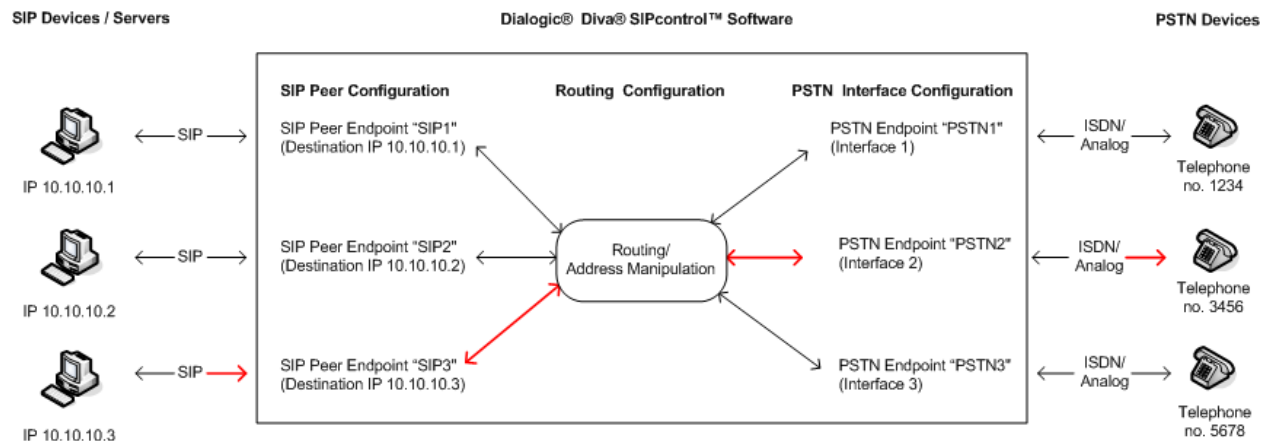 SIP Devices / Servers
Dialogic® Diva® SIPcontrol™ Software
PSTN Devices
SIP Peer Configuration
Routing Configuration
PSTN Interface Configuration
SIP
SIP Peer Endpoint "SIP1"
(Destination IP 10.10.10.1)
PSTN Endpoint “PSTN1"
(Interface 1)
ISDN/
Analog
IP 10.10.10.1
Telephone
no. 1234
SIP
SIP Peer Endpoint “SIP2"
(Destination IP 10.10.10.2)
Routing/
Address Manipulation
PSTN Endpoint “PSTN2"
(Interface 2)
ISDN/
Analog
IP 10.10.10.2
Telephone
no. 3456
SIP
SIP Peer Endpoint “SIP3"
(Destination IP 10.10.10.3)
PSTN Endpoint “PSTN3"
(Interface 3)
ISDN/
Analog
IP 10.10.10.3
Telephone
no. 5678